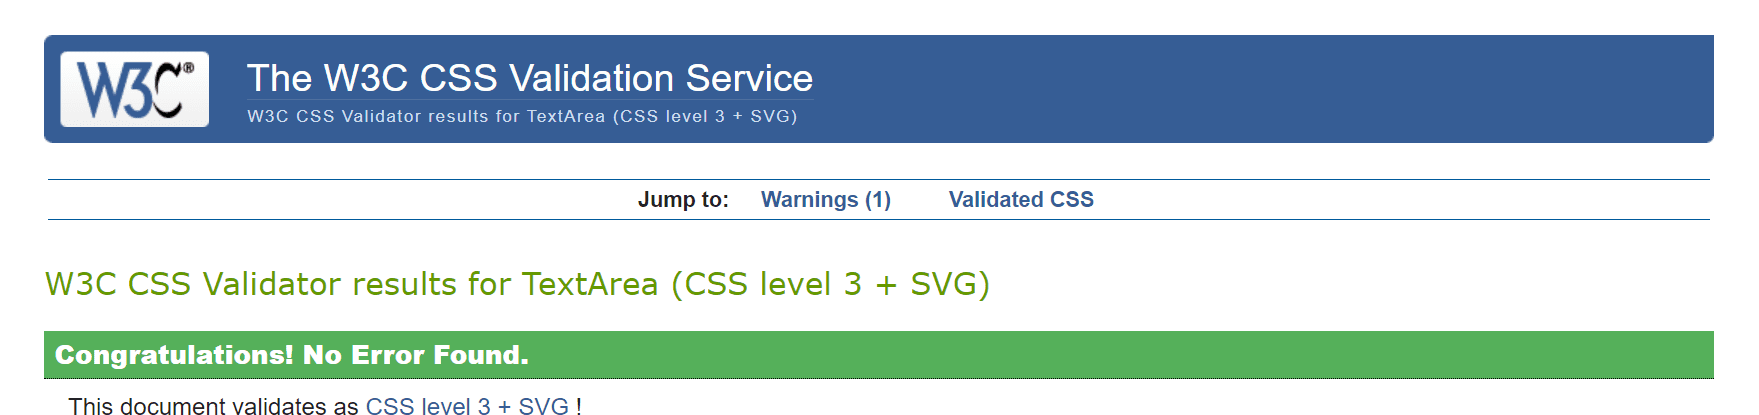 W3C®
The W3C CSS Validation Service
W3C CSS Validator results for TextArea (CSS level 3 + SVG)
Jump to: Warnings (1) Validated CSS
W3C CSS Validator results for TextArea (CSS level 3 + SVG)
Congratulations! No Error Found.
This document validates as CSS level 3 + SVG !